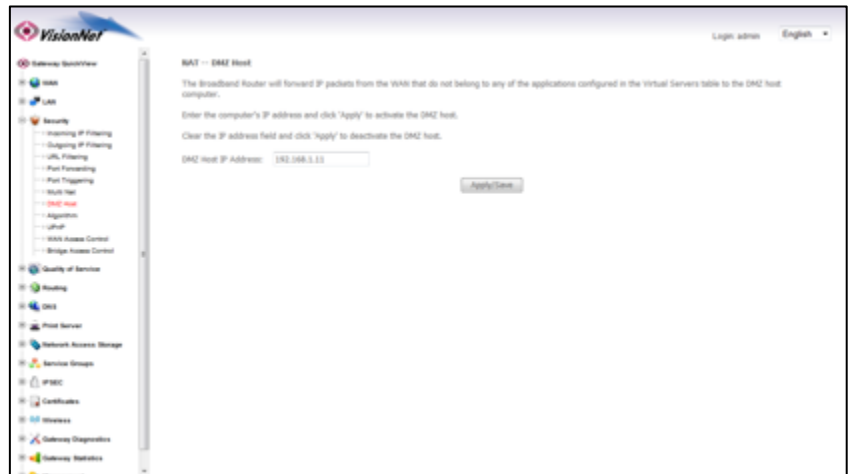 VisionNet
Login: admin
English
Gateway QuickView
WAN
LAN
Security
Incoming IP Filtering
Outgoing IP Filtering
URL Filtering
Port Forwarding
Port Triggering
Multi Nat
DMZ Host
Algorithm
UPnP
WAN Access Control
Bridge Access Control
Quality of Service
Routing
DNS
Print Server
Network Access Storage
Service Groups
IPSEC
Certificates
Wireless
Gateway Diagnostics
Gateway Statistics
NAT -- DMZ Host
The Broadband Router will forward IP packets from the WAN that do not belong to any of the applications configured in the Virtual Servers table to the DMZ host
computer.
Enter the computer's IP address and click 'Apply' to activate the DMZ host.
Clear the IP address field and click 'Apply' to deactivate the DMZ host.
DMZ Host IP Address: 192.168.1.11
Apply/Save